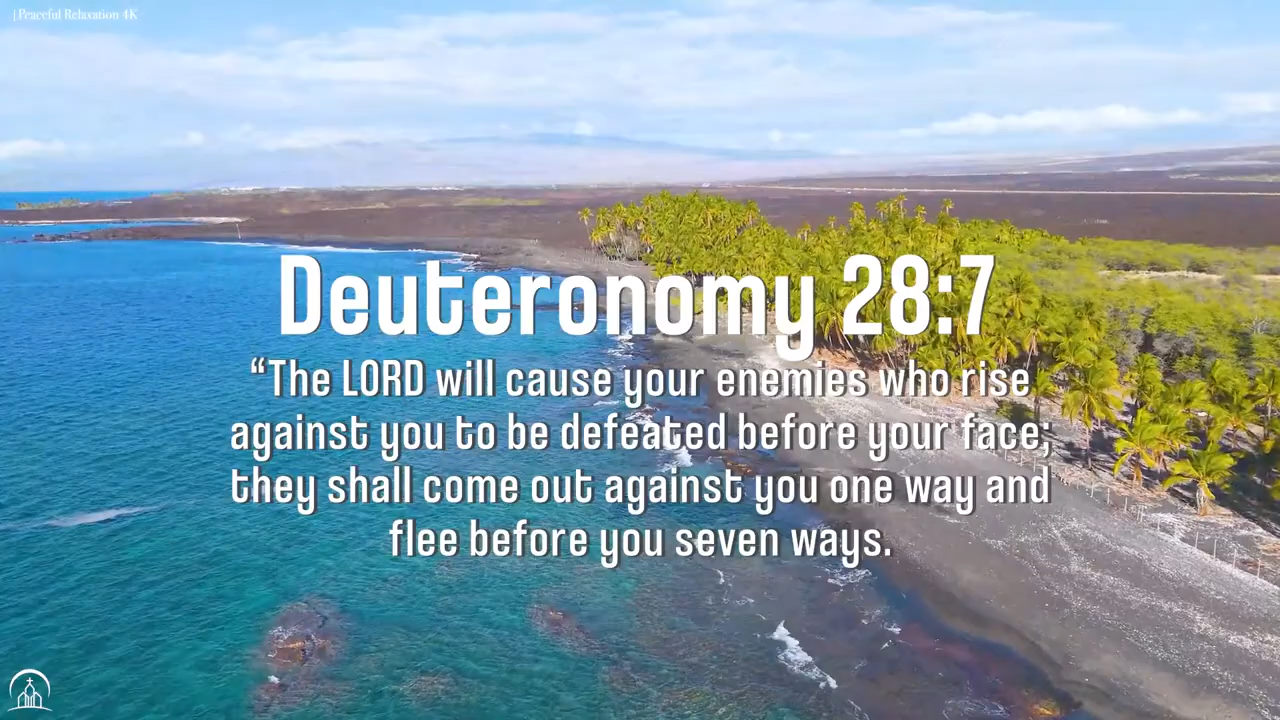 | Peaceful Relaxation 4K
Deuteronomy 28:7
“The LORD will cause your enemies who rise
against you to be defeated before your face;
they shall come out against you one way and
flee before you seven ways.